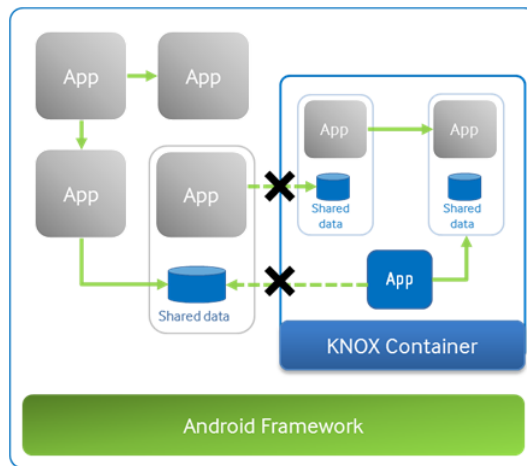 App
App
App
App
Shared data
App
App
Shared
data
Shared
data
App
KNOX Container
Android Framework